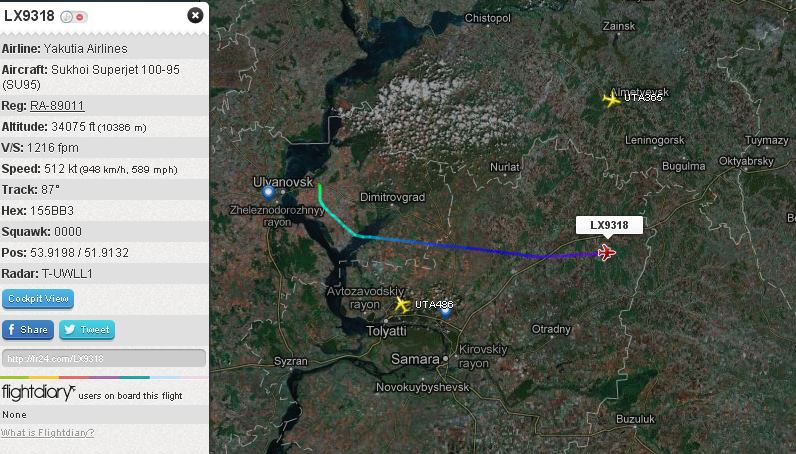 LX9318
Airline: Yakutia Airlines
Aircraft: Sukhoi Superjet 100-95
(SU95)
Reg: RA-89011
Altitude: 34075 ft (10386 m)
V/S: 1216 fpm
Speed: 512 kt (948 km/h, 589 mph)
Track: 87°
Hex: 155BB3
Squawk: 0000
Pos: 53.9198 / 51.9132
Radar: T-UWLL1
Cockpit View
Share
Tweet
http://fr24.com/LX9318
flightdiary users on board this flight
None
What is Flightdiary?
Chistopol
Zainsk
Almetyevsk
UTA365
Leninogorsk
Tuymazy
Oktyabrsky
Bugulma
Nurlat
Ulyanovsk
Dimitrovgrad
Zheleznodorozhnyy
rayon
LX9318
Avtozavodskiy
rayon
UTA486
Tolyatti
Otradny
Kirovskiy
rayon
Samara
Syzran
Novokuybyshevsk
Buzuluk